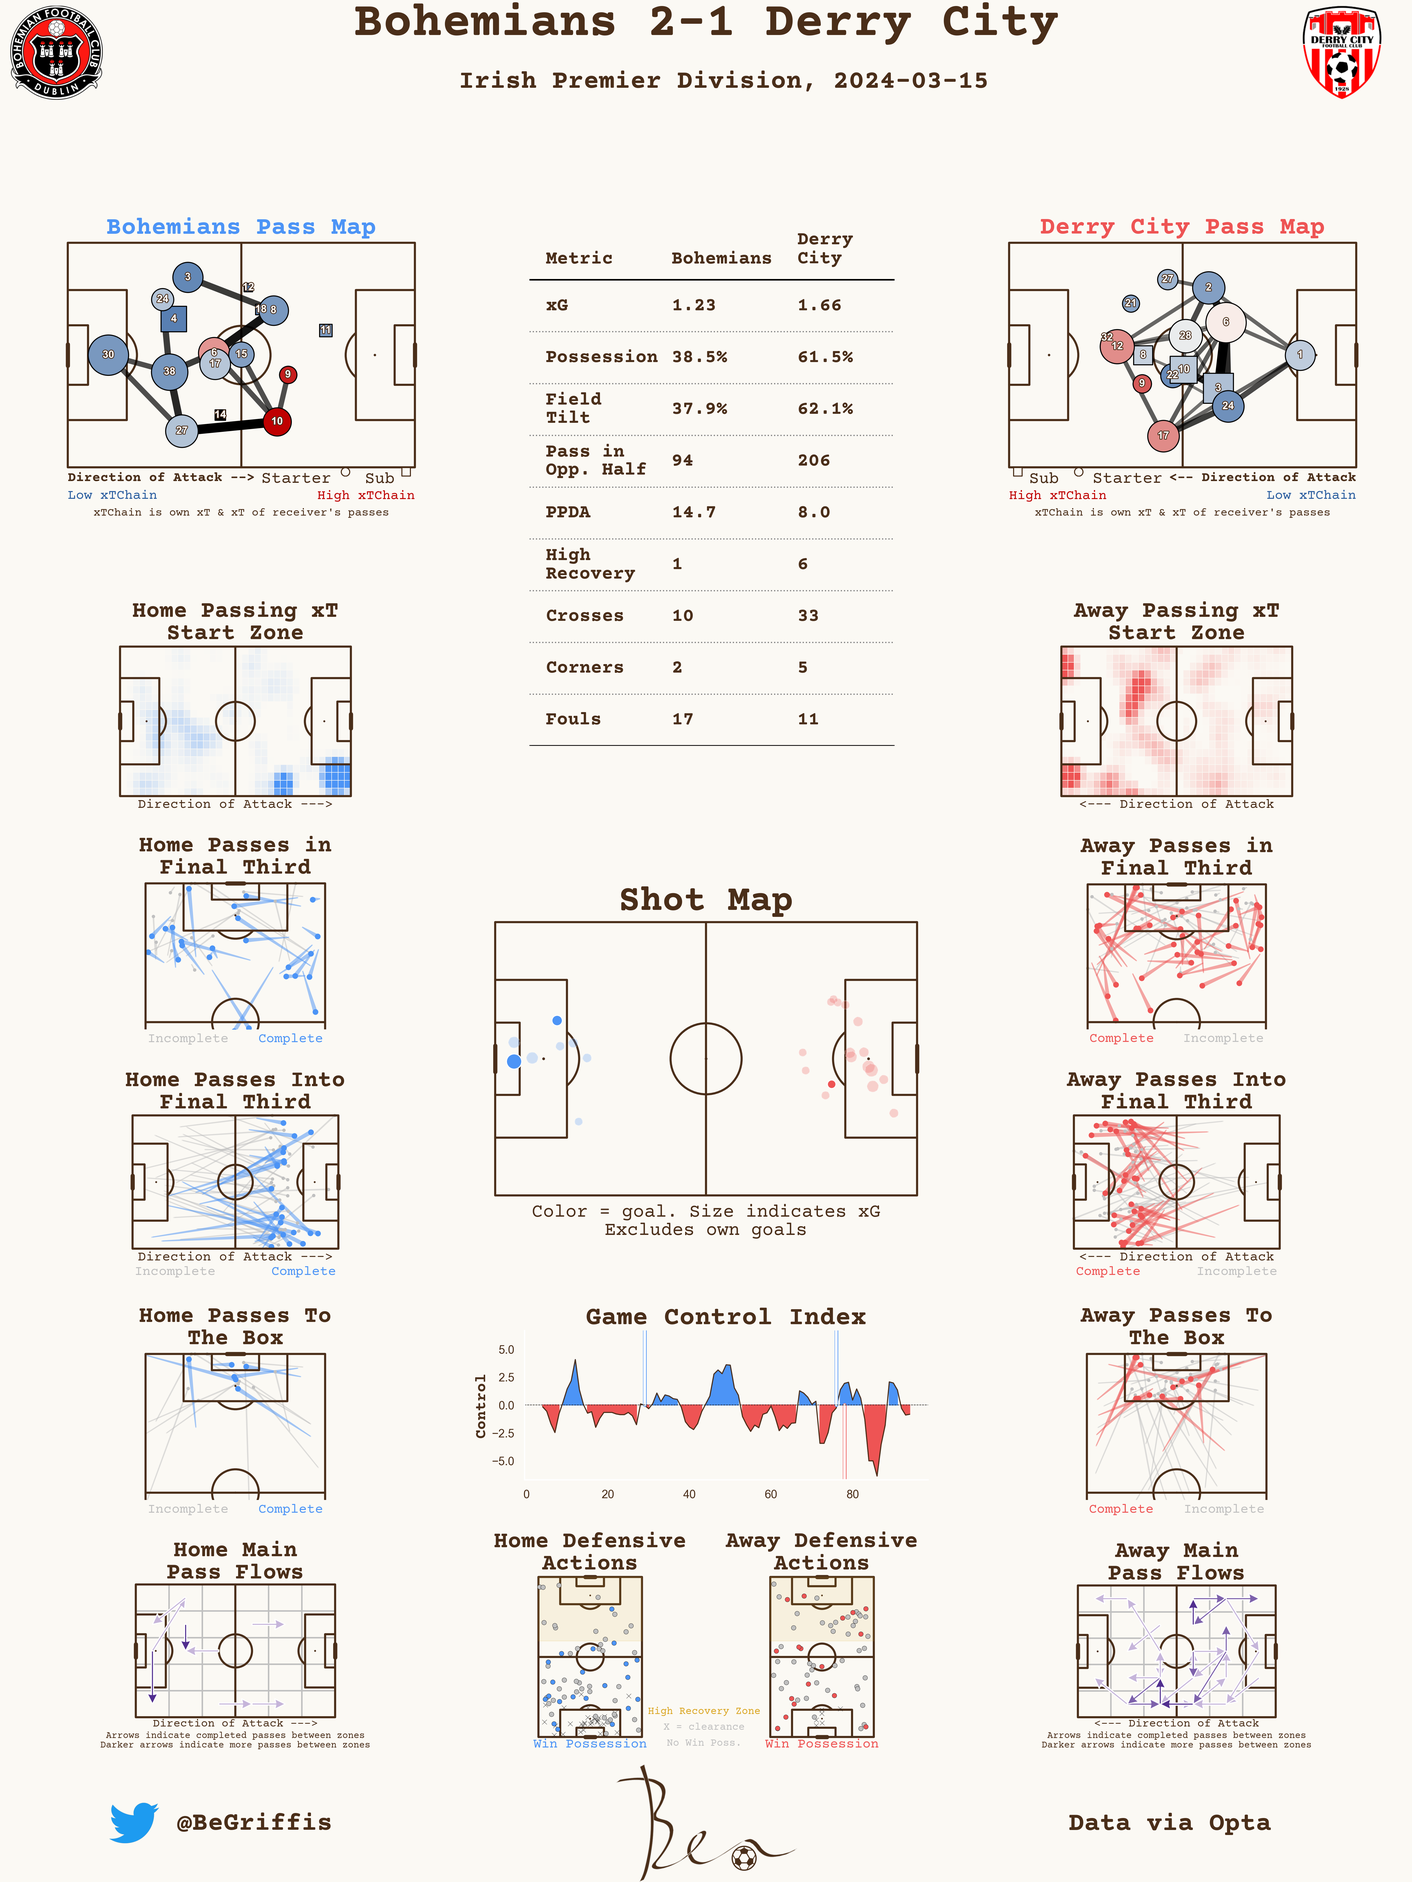 Bohemians 2-1 Derry City
Irish Premier Division, 2024-03-15
BOHEMIAN FOOTBALL CLUB
DUBLIN
DERRY CITY
FOOTBALL CLUB
1928
Bohemians Pass Map
3
12
24
18 8
4
11
30
6
15
17
38
9
14
10
27
Direction of Attack --> Starter Sub
Low xTChain High xTChain
xTChain is own xT & xT of receiver's passes
Metric Bohemians Derry City
xG 1.23 1.66
Possession 38.5% 61.5%
Field Tilt 37.9% 62.1%
Pass in Opp. Half 94 206
PPDA 14.7 8.0
High Recovery 1 6
Crosses 10 33
Corners 2 5
Fouls 17 11
Derry City Pass Map
27
2
21
6
32
28
12
8
1
10
22
9
3
24
17
Sub Starter <-- Direction of Attack
High xTChain Low xTChain
xTChain is own xT & xT of receiver's passes
Home Passing xT
Start Zone
Direction of Attack --->
Away Passing xT
Start Zone
<--- Direction of Attack
Home Passes in
Final Third
Incomplete Complete
Away Passes in
Final Third
Complete Incomplete
Shot Map
Color = goal. Size indicates xG
Excludes own goals
Home Passes Into
Final Third
Direction of Attack --->
Incomplete Complete
Away Passes Into
Final Third
<--- Direction of Attack
Complete Incomplete
Home Passes To
The Box
Incomplete Complete
Game Control Index
Control
5.0
2.5
0.0
−2.5
−5.0
0 20 40 60 80
Away Passes To
The Box
Complete Incomplete
Home Main
Pass Flows
Direction of Attack --->
Arrows indicate completed passes between zones
Darker arrows indicate more passes between zones
Home Defensive
Actions
Win Possession
High Recovery Zone
X = clearance
No Win Poss.
Away Defensive
Actions
Win Possession
Away Main
Pass Flows
<--- Direction of Attack
Arrows indicate completed passes between zones
Darker arrows indicate more passes between zones
@BeGriffis
Ben
Data via Opta